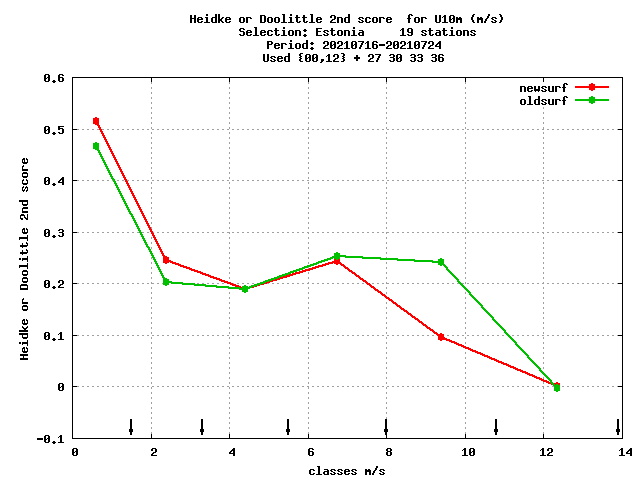 Heidke or Doolittle 2nd score  for U10m (m/s)
Selection: Estonia     19 stations
Period: 20210716-20210724
Used {00,12} + 27 30 33 36
newsurf
oldsurf
Heidke or Doolittle 2nd score
0.6
0.5
0.4
0.3
0.2
0.1
0
-0.1
0 2 4 6 8 10 12 14
classes m/s